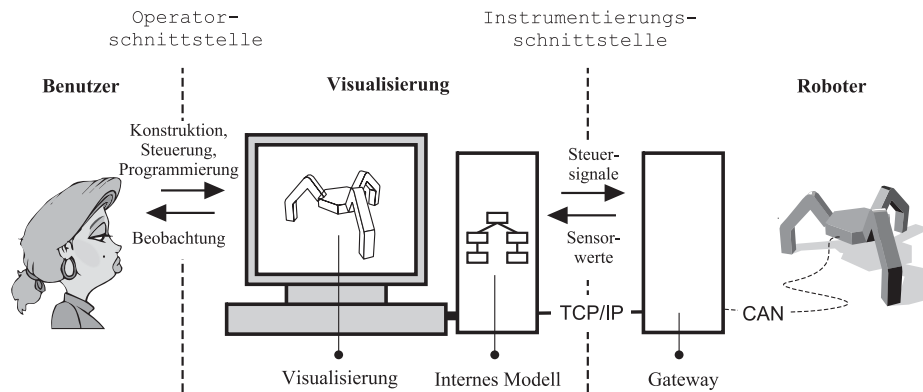 Operator-
schnittstelle
Instrumentierungs-
schnittstelle
Benutzer
Visualisierung
Roboter
Konstruktion,
Steuerung,
Programmierung
Beobachtung
Steuer-
signale
Sensor-
werte
TCP/IP
CAN
Visualisierung
Internes Modell
Gateway